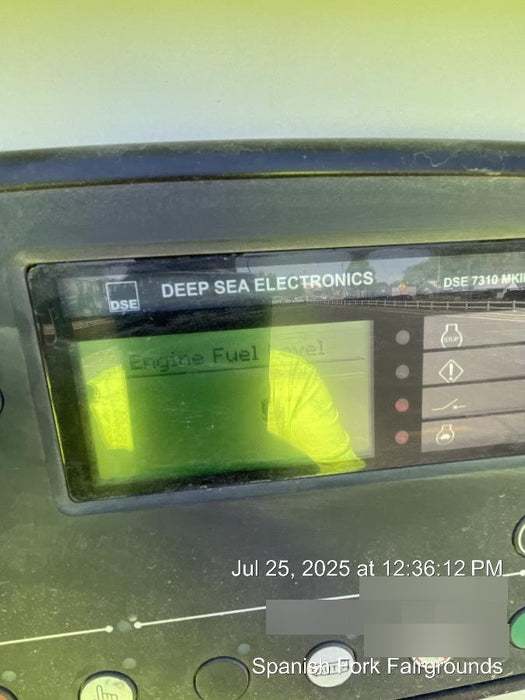 DSE
DEEP SEA ELECTRONICS
DSE 7310 MKII
Engine Fuel Level
STOP
Jul 25, 2025 at 12:36:12 PM
Spanish Fork Fairgrounds